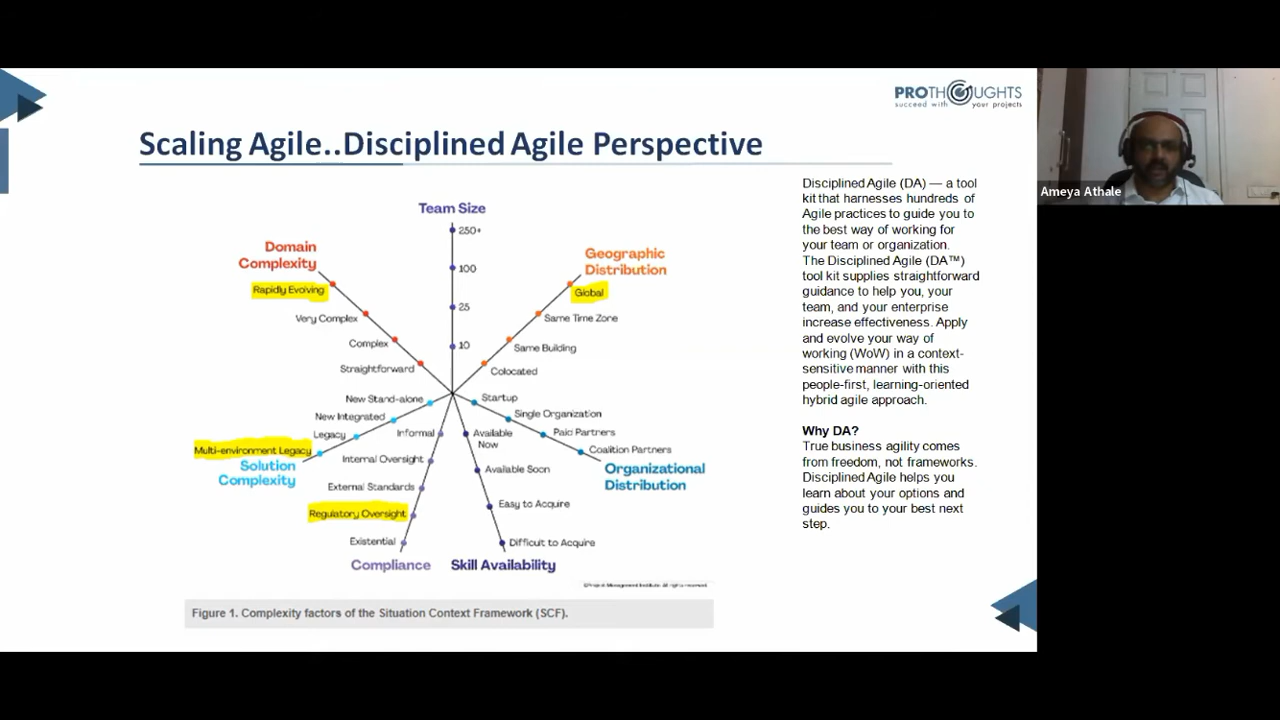 PROTHOUGHTS
succeed with your projects
Scaling Agile..Disciplined Agile Perspective
Ameya Athale
Team Size
250+
100
25
10
Domain
Complexity
Rapidly Evolving
Very Complex
Complex
Straightforward
Geographic
Distribution
Global
Same Time Zone
Same Building
Colocated
New Stand-alone
New Integrated
Legacy
Multi-environment Legacy
Solution
Complexity
Startup
Single Organization
Paid Partners
Coalition Partners
Organizational
Distribution
Informal
Internal Oversight
External Standards
Regulatory Oversight
Existential
Compliance
Available
Now
Available Soon
Easy to Acquire
Difficult to Acquire
Skill Availability
©Project Management Institute. All rights reserved.
Figure 1. Complexity factors of the Situation Context Framework (SCF).
Disciplined Agile (DA) — a tool
kit that harnesses hundreds of
Agile practices to guide you to
the best way of working for
your team or organization.
The Disciplined Agile (DA™)
tool kit supplies straightforward
guidance to help you, your
team, and your enterprise
increase effectiveness. Apply
and evolve your way of
working (WoW) in a context-
sensitive manner with this
people-first, learning-oriented
hybrid agile approach.
Why DA?
True business agility comes
from freedom, not frameworks.
Disciplined Agile helps you
learn about your options and
guides you to your best next
step.